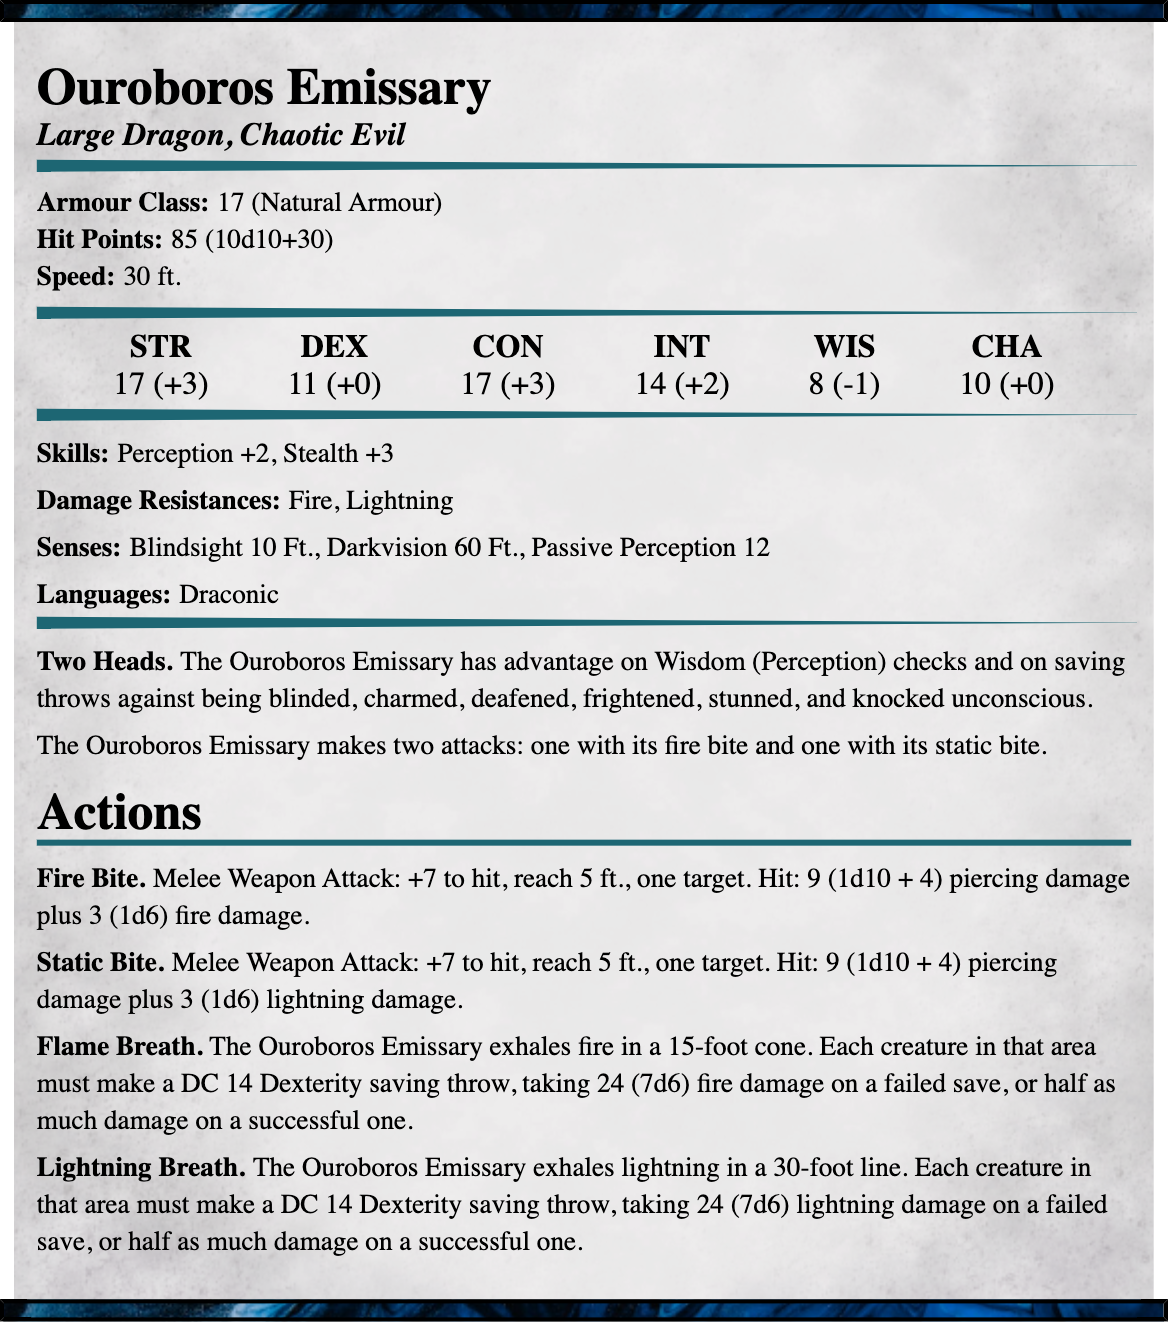 Ouroboros Emissary
Large Dragon, Chaotic Evil
Armour Class: 17 (Natural Armour)
Hit Points: 85 (10d10+30)
Speed: 30 ft.
STR DEX CON INT WIS CHA
17 (+3) 11 (+0) 17 (+3) 14 (+2) 8 (-1) 10 (+0)
Skills: Perception +2, Stealth +3
Damage Resistances: Fire, Lightning
Senses: Blindsight 10 Ft., Darkvision 60 Ft., Passive Perception 12
Languages: Draconic
Two Heads. The Ouroboros Emissary has advantage on Wisdom (Perception) checks and on saving
throws against being blinded, charmed, deafened, frightened, stunned, and knocked unconscious.
The Ouroboros Emissary makes two attacks: one with its fire bite and one with its static bite.
Actions
Fire Bite. Melee Weapon Attack: +7 to hit, reach 5 ft., one target. Hit: 9 (1d10 + 4) piercing damage
plus 3 (1d6) fire damage.
Static Bite. Melee Weapon Attack: +7 to hit, reach 5 ft., one target. Hit: 9 (1d10 + 4) piercing
damage plus 3 (1d6) lightning damage.
Flame Breath. The Ouroboros Emissary exhales fire in a 15-foot cone. Each creature in that area
must make a DC 14 Dexterity saving throw, taking 24 (7d6) fire damage on a failed save, or half as
much damage on a successful one.
Lightning Breath. The Ouroboros Emissary exhales lightning in a 30-foot line. Each creature in
that area must make a DC 14 Dexterity saving throw, taking 24 (7d6) lightning damage on a failed
save, or half as much damage on a successful one.